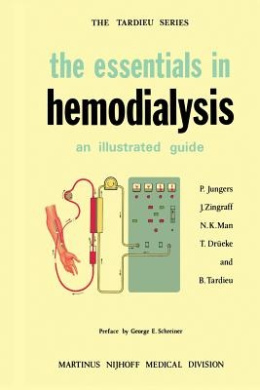 THE TARDIEU SERIES
the essentials in
hemodialysis
an illustrated guide
P. Jungers
J.Zingraff
N.K.Man
T. Drüeke
and
B.Tardieu
Preface by George E. Schreiner
MARTINUS NIJHOFF MEDICAL DIVISION